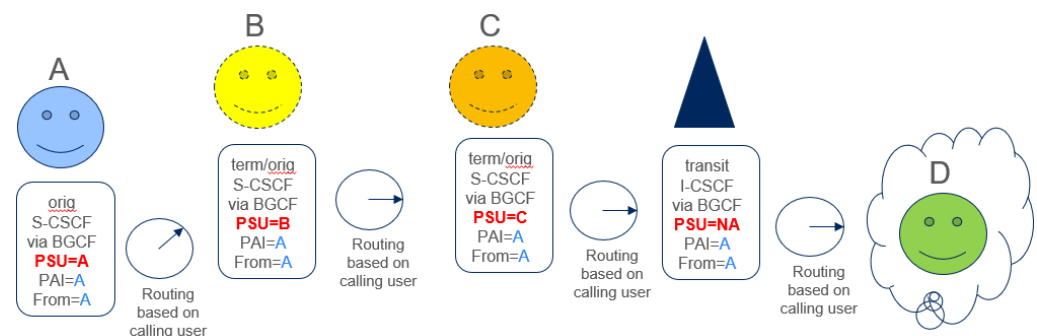 A
orig
S-CSCF
via BGCF
PSU=A
PAI=A
From=A
Routing
based on
calling user
B
term/orig
S-CSCF
via BGCF
PSU=B
PAI=A
From=A
Routing
based on
calling user
C
term/orig
S-CSCF
via BGCF
PSU=C
PAI=A
From=A
Routing
based on
calling user
transit
I-CSCF
via BGCF
PSU=NA
PAI=A
From=A
Routing
based on
calling user
D